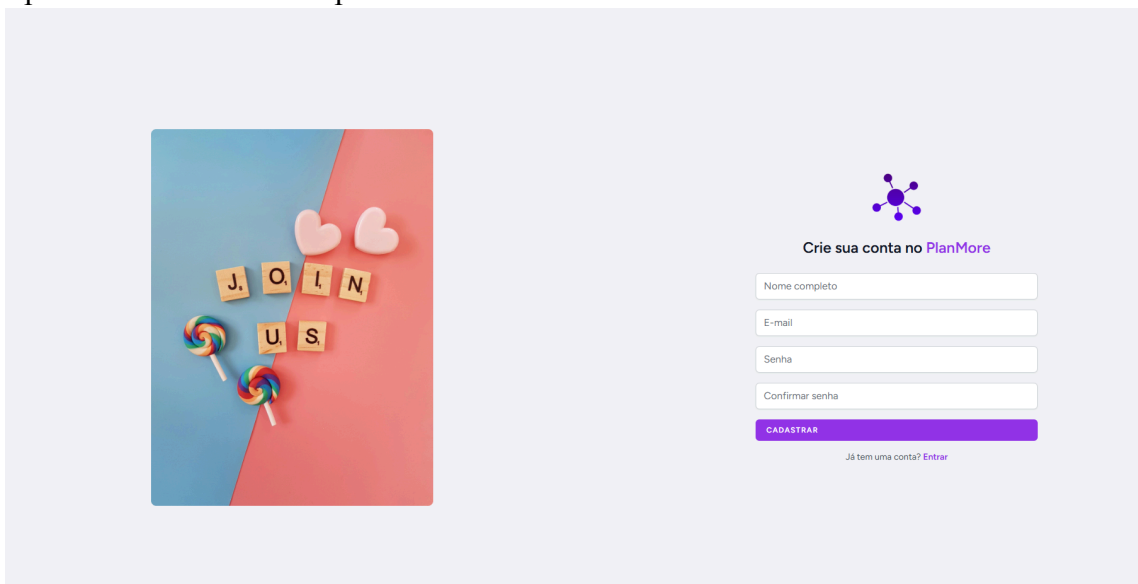 JOIN
US
Crie sua conta no PlanMore
Nome completo
E-mail
Senha
Confirmar senha
CADASTRAR
Já tem uma conta? Entrar